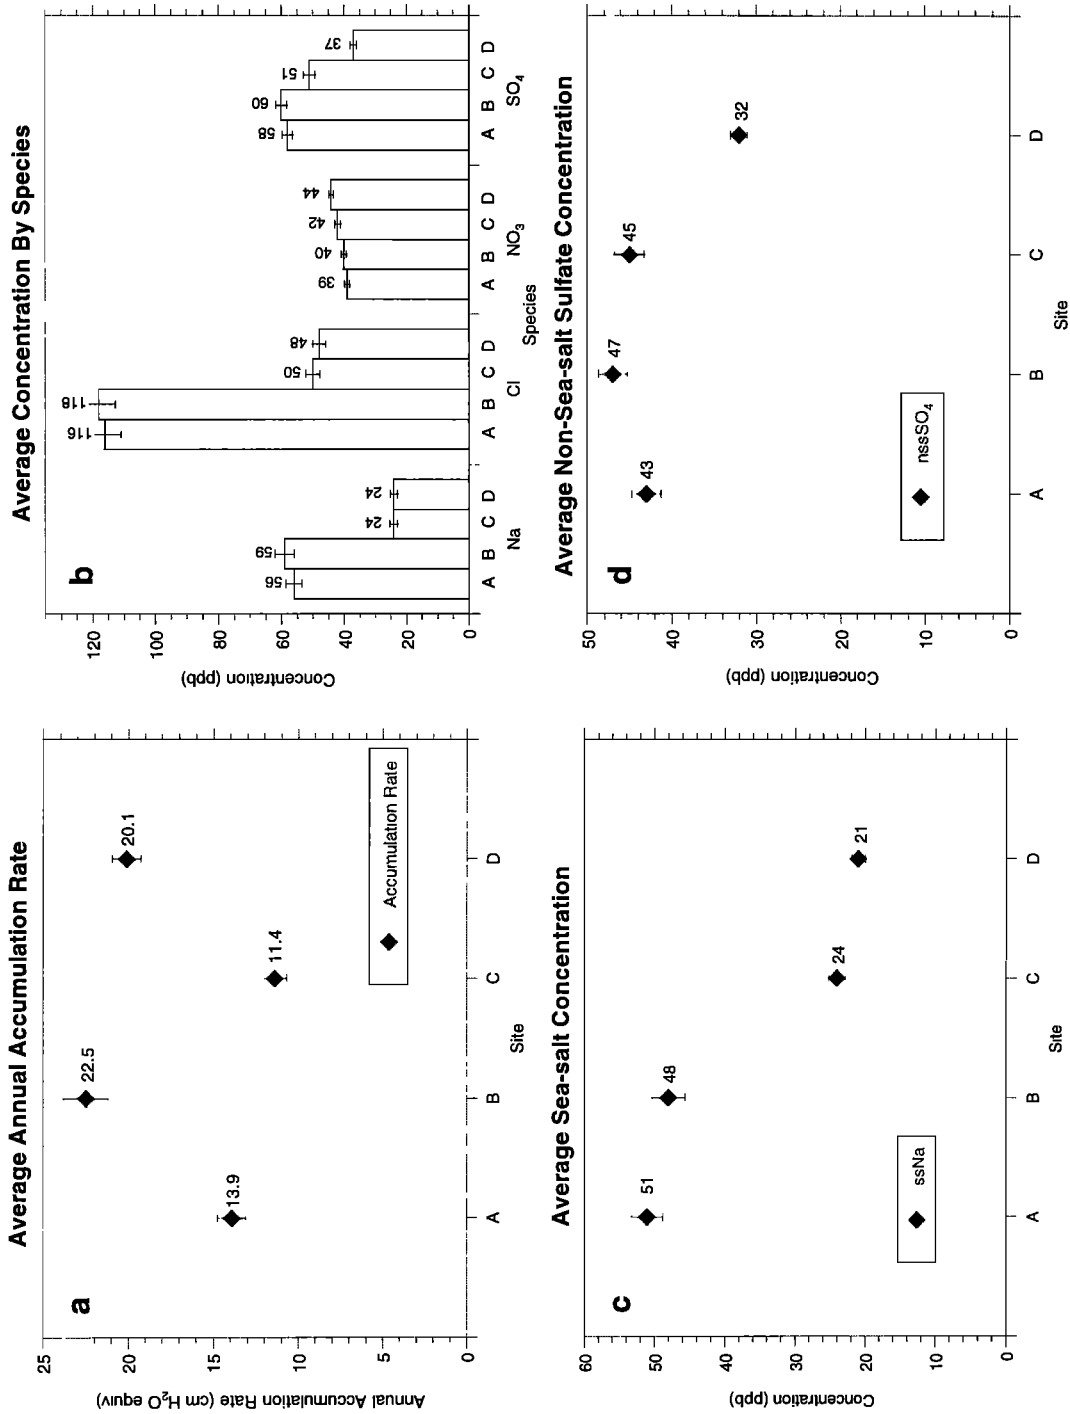 Average Annual Accumulation Rate
a
Annual Accumulation Rate (cm H₂O equiv)
25
20
15
10
5
0
13.9
22.5
11.4
20.1
Accumulation Rate
A
B
C
D
Site
Average Concentration By Species
b
Concentration (ppb)
120
100
80
60
40
20
0
56
59
24
24
116
118
50
48
39
40
42
44
58
60
51
37
A B C D A B C D A B C D A B C D
Na Cl NO₃ SO₄
Species
Average Sea-salt Concentration
c
Concentration (ppb)
60
50
40
30
20
10
0
51
48
24
21
ssNa
A
B
C
D
Site
Average Non-Sea-salt Sulfate Concentration
d
Concentration (ppb)
50
40
30
20
10
0
43
47
45
32
nssSO₄
A
B
C
D
Site